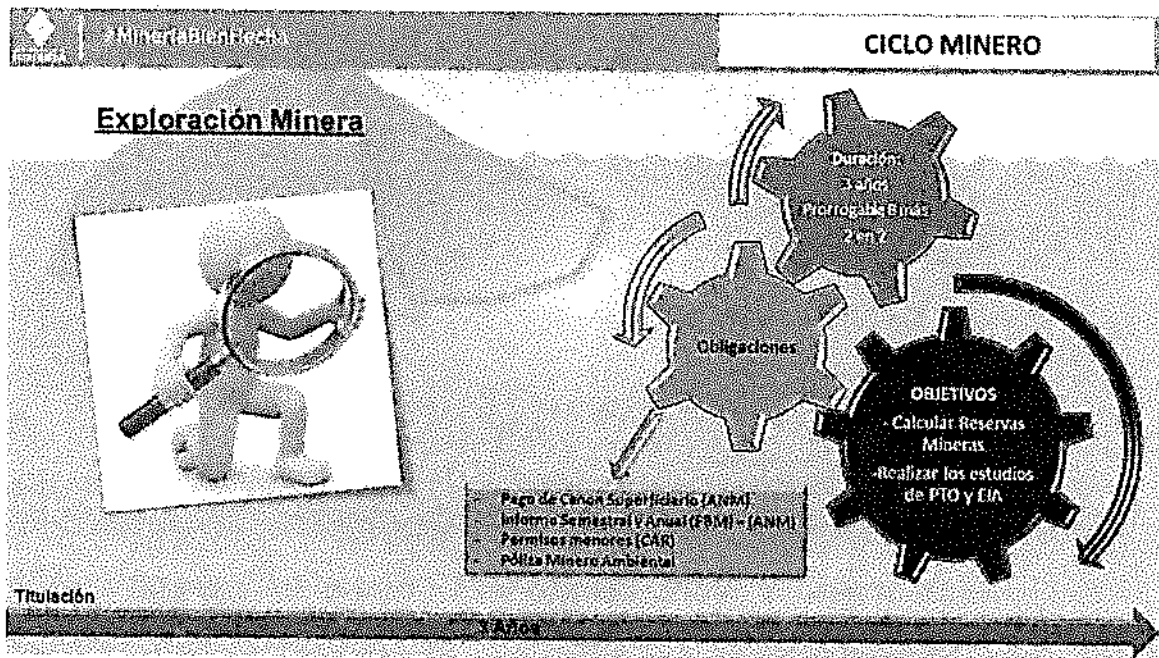 #MineríaBienHecha
CICLO MINERO
Exploración Minera
Duración:
3 años
Prorrogable 8 más
2 en 2
Obligaciones
OBJETIVOS
- Calcular Reservas
Mineras
-Realizar los estudios
de PTO y EIA
- Pago de Canon Superficiario (ANM)
- Informe Semestral y Anual (FBM) - (ANM)
- Permisos menores (CAR)
- Póliza Minero Ambiental
Titulación
3 Años